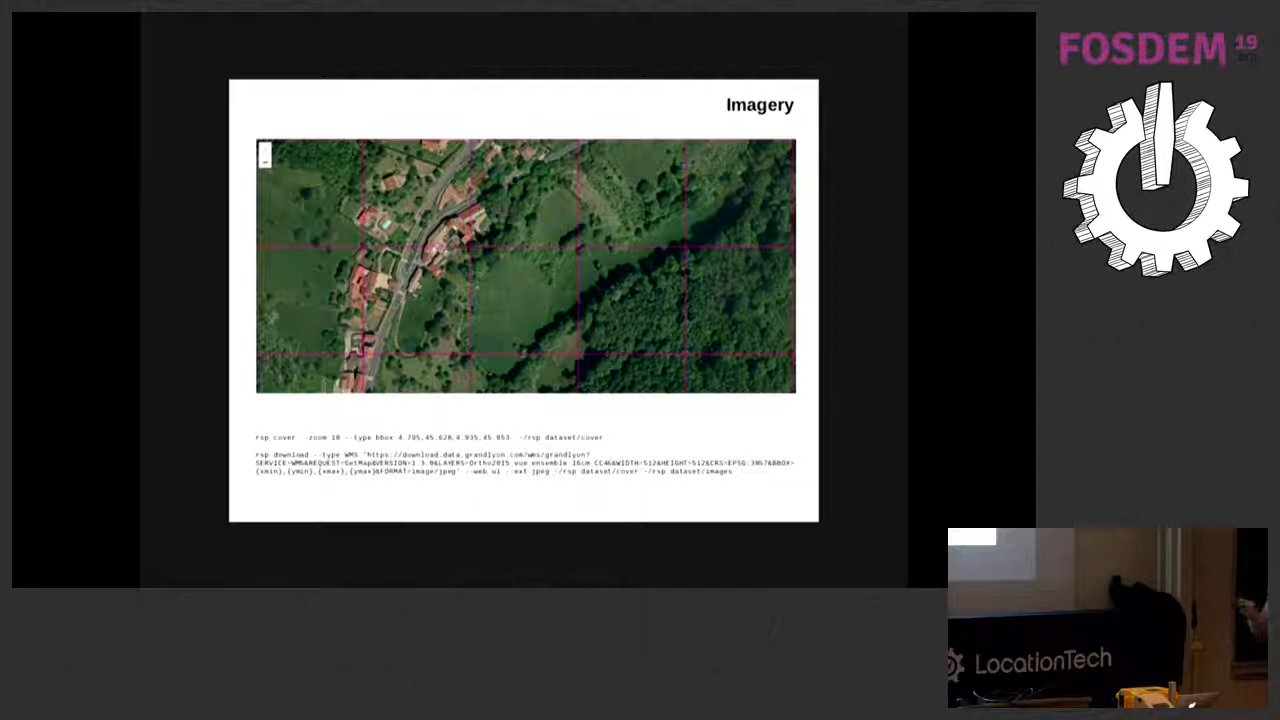 FOSDEM 19
Imagery
rsp cover --zoom 18 --type bbox 4.795,45.628,4.935,45.853 ~/rsp_dataset/cover
rsp download --type WMS 'https://download.data.grandlyon.com/wms/grandlyon?
SERVICE=WMS&REQUEST=GetMap&VERSION=1.3.0&LAYERS=Ortho2015_vue_ensemble_16cm_CC46&WIDTH=512&HEIGHT=512&CRS=EPSG:3857&BBOX=
{xmin},{ymin},{xmax},{ymax}&FORMAT=image/jpeg' --web_ui --ext jpeg ~/rsp_dataset/cover ~/rsp_dataset/images
LocationTech